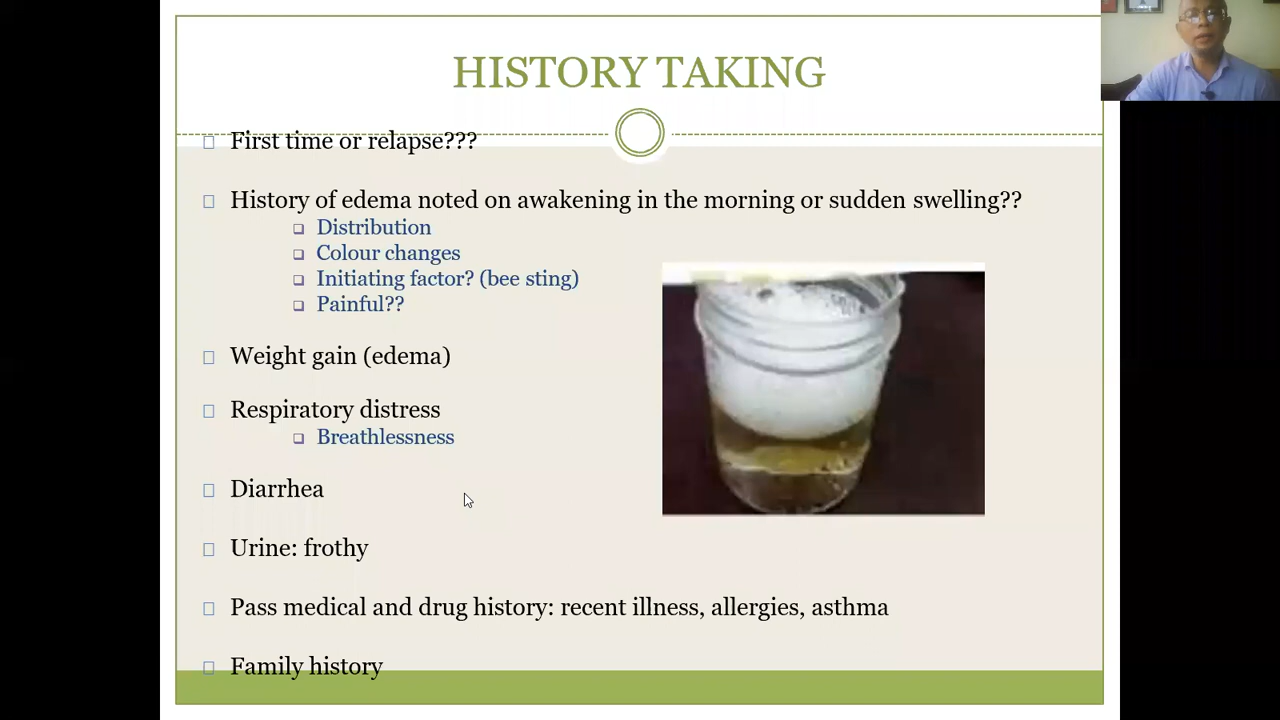 HISTORY TAKING
First time or relapse???
History of edema noted on awakening in the morning or sudden swelling??
Distribution
Colour changes
Initiating factor? (bee sting)
Painful??
Weight gain (edema)
Respiratory distress
Breathlessness
Diarrhea
Urine: frothy
Pass medical and drug history: recent illness, allergies, asthma
Family history